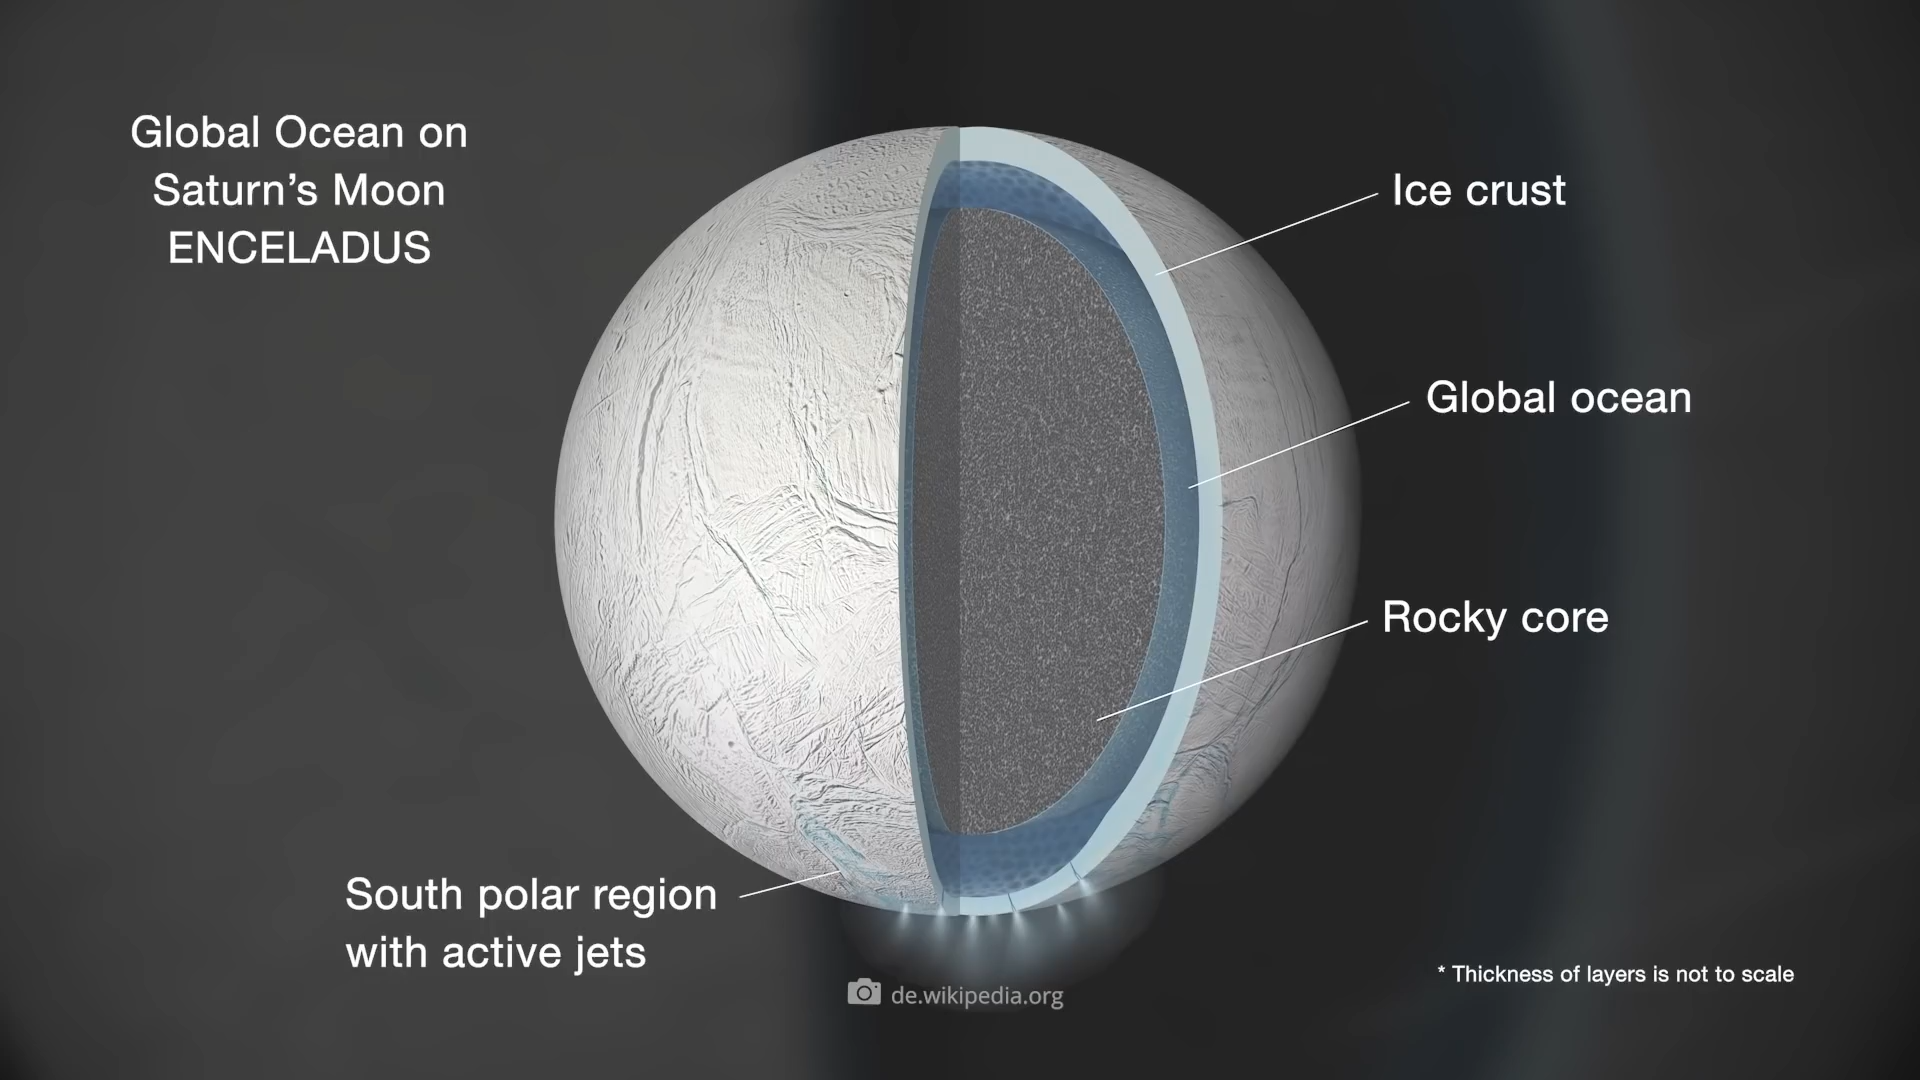 Global Ocean on
Saturn’s Moon
ENCELADUS
Ice crust
Global ocean
Rocky core
South polar region
with active jets
* Thickness of layers is not to scale
de.wikipedia.org